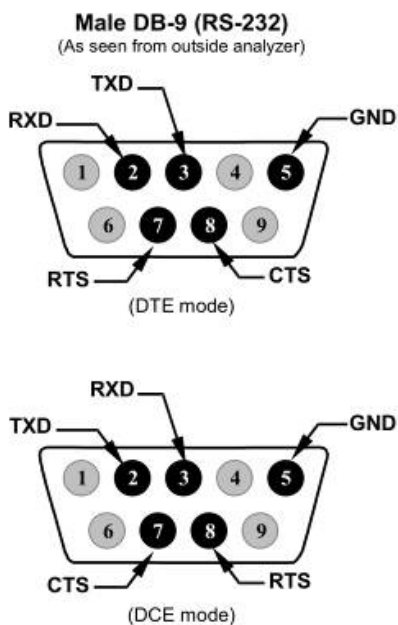 Male DB-9 (RS-232)
(As seen from outside analyzer)
TXD
RXD
GND
1 2 3 4 5
6 7 8 9
RTS
CTS
(DTE mode)
RXD
TXD
GND
1 2 3 4 5
6 7 8 9
CTS
RTS
(DCE mode)